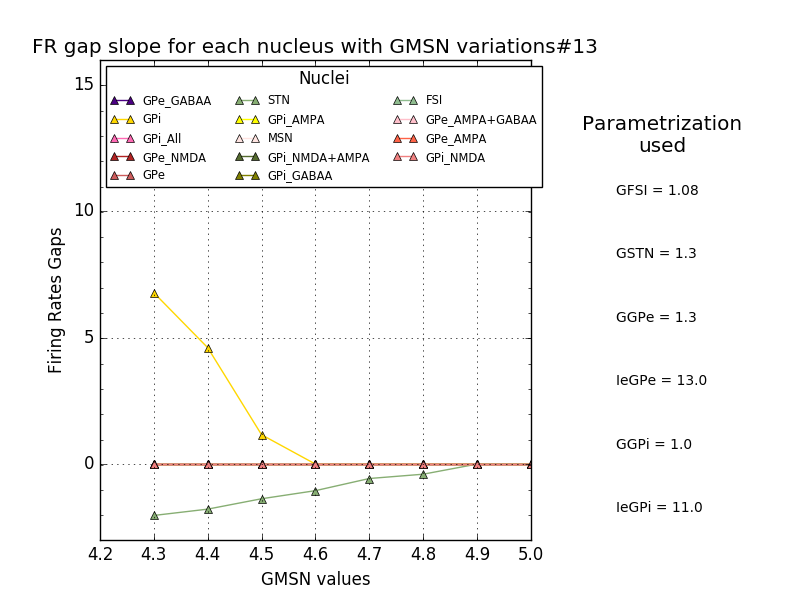 FR gap slope for each nucleus with GMSN variations#13
Nuclei
GPe_GABAA STN FSI
GPi GPi_AMPA GPe_AMPA+GABAA
GPi_All MSN GPe_AMPA
GPe_NMDA GPi_NMDA+AMPA GPi_NMDA
GPe GPi_GABAA
15
10
5
0
Firing Rates Gaps
4.2 4.3 4.4 4.5 4.6 4.7 4.8 4.9 5.0
GMSN values
Parametrization
used
GFSI = 1.08
GSTN = 1.3
GGPe = 1.3
IeGPe = 13.0
GGPi = 1.0
IeGPi = 11.0